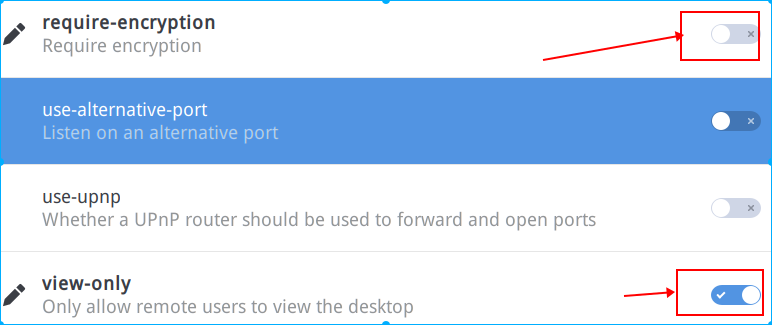 require-encryption
Require encryption
use-alternative-port
Listen on an alternative port
use-upnp
Whether a UPnP router should be used to forward and open ports
view-only
Only allow remote users to view the desktop